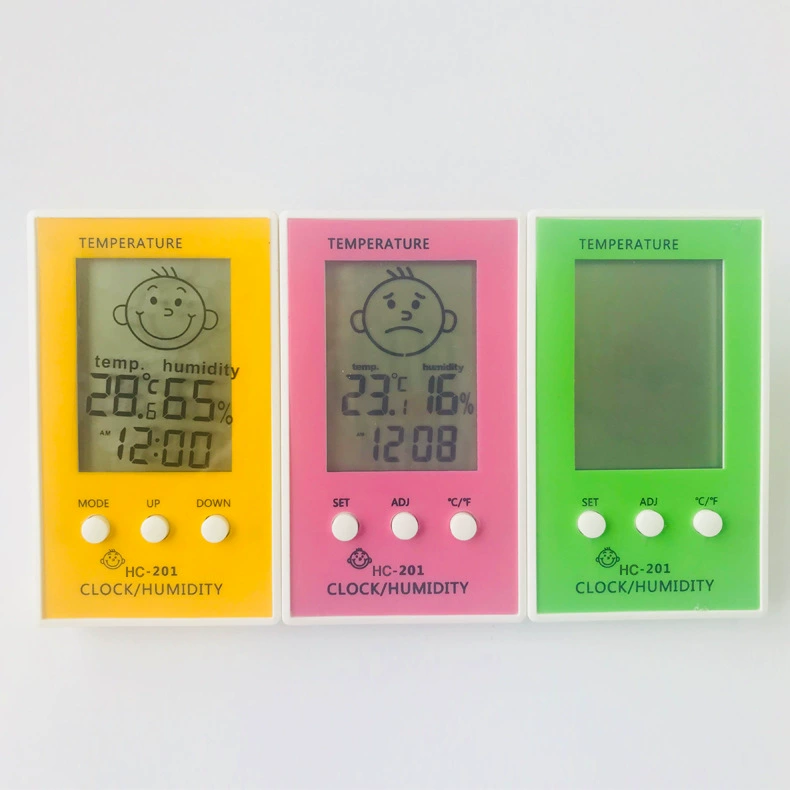 TEMPERATURE
temp. humidity
28.6 °C 65%
AM 12:00
MODE UP DOWN
HC-201
CLOCK/HUMIDITY
TEMPERATURE
temp. humidity
23.1 °C 16%
AM 12 08
SET ADJ °C/°F
HC-201
CLOCK/HUMIDITY
TEMPERATURE
SET ADJ °C/°F
HC-201
CLOCK/HUMIDITY